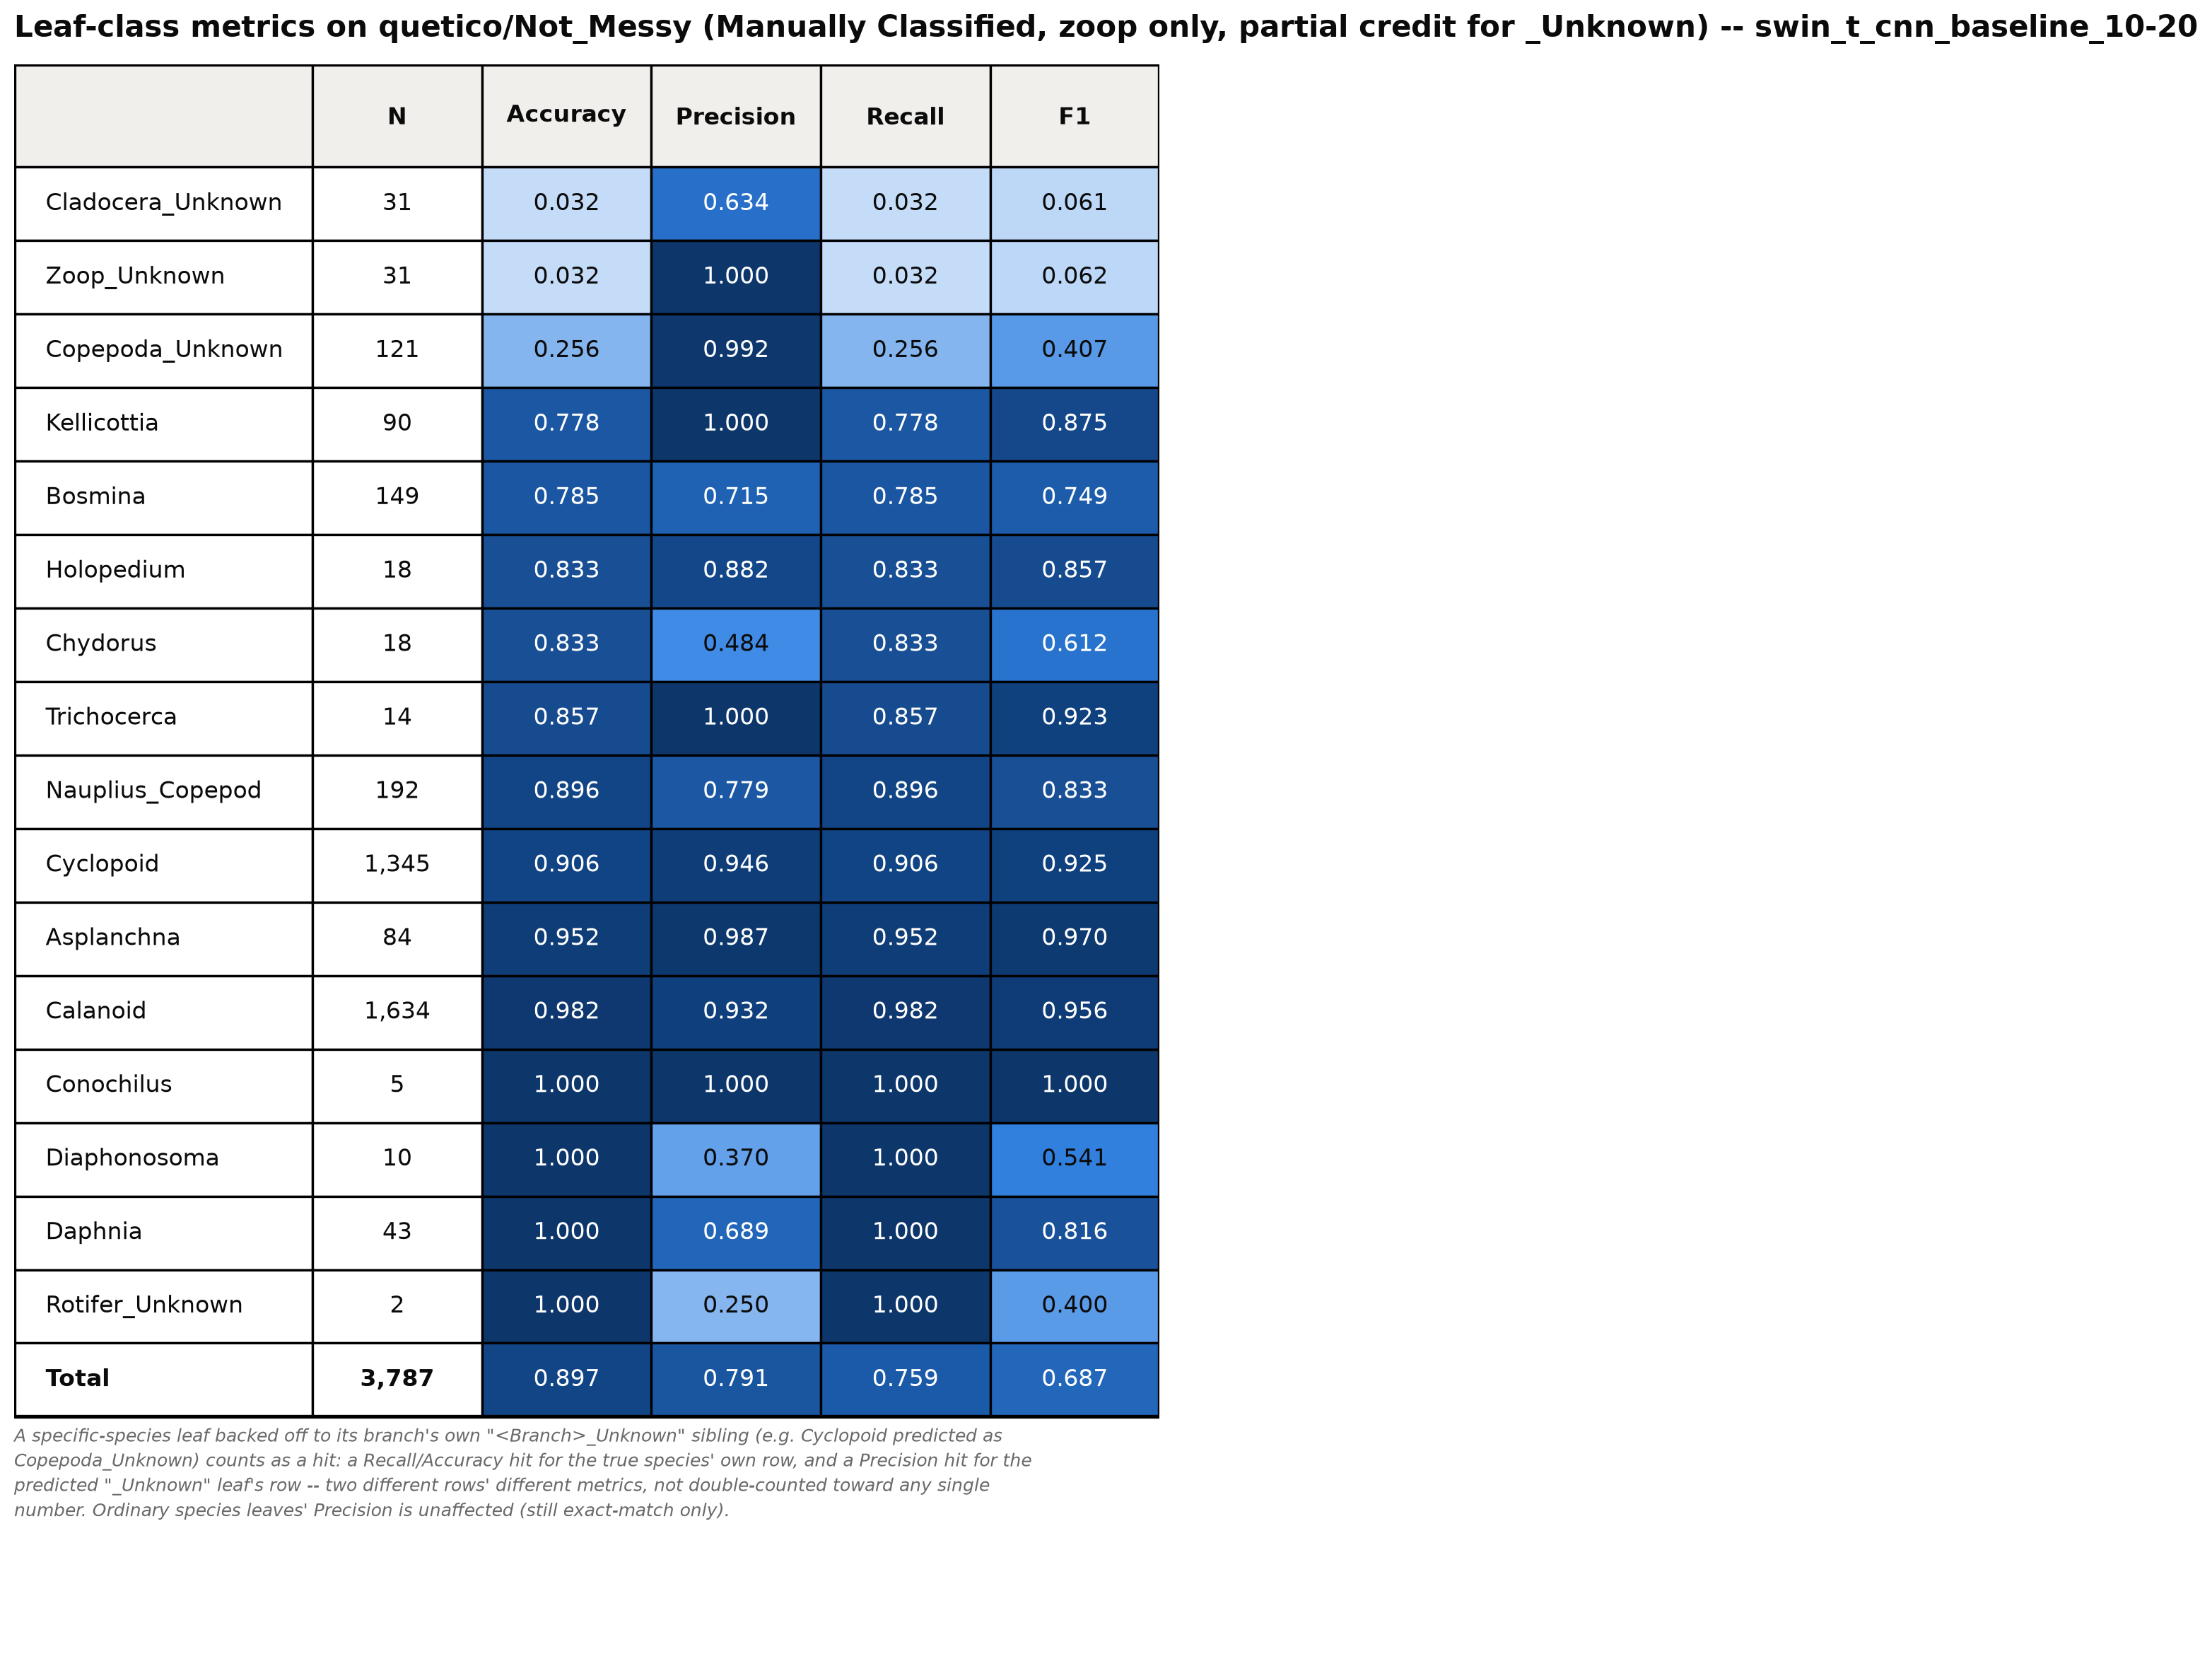 Leaf-class metrics on quetico/Not_Messy (Manually Classified, zoop only, partial credit for _Unknown) -- swin_t_cnn_baseline_10-20
N Accuracy Precision Recall F1
Cladocera_Unknown 31 0.032 0.634 0.032 0.061
Zoop_Unknown 31 0.032 1.000 0.032 0.062
Copepoda_Unknown 121 0.256 0.992 0.256 0.407
Kellicottia 90 0.778 1.000 0.778 0.875
Bosmina 149 0.785 0.715 0.785 0.749
Holopedium 18 0.833 0.882 0.833 0.857
Chydorus 18 0.833 0.484 0.833 0.612
Trichocerca 14 0.857 1.000 0.857 0.923
Nauplius_Copepod 192 0.896 0.779 0.896 0.833
Cyclopoid 1,345 0.906 0.946 0.906 0.925
Asplanchna 84 0.952 0.987 0.952 0.970
Calanoid 1,634 0.982 0.932 0.982 0.956
Conochilus 5 1.000 1.000 1.000 1.000
Diaphonosoma 10 1.000 0.370 1.000 0.541
Daphnia 43 1.000 0.689 1.000 0.816
Rotifer_Unknown 2 1.000 0.250 1.000 0.400
Total 3,787 0.897 0.791 0.759 0.687
A specific-species leaf backed off to its branch's own "<Branch>_Unknown" sibling (e.g. Cyclopoid predicted as
Copepoda_Unknown) counts as a hit: a Recall/Accuracy hit for the true species' own row, and a Precision hit for the
predicted "_Unknown" leaf's row -- two different rows' different metrics, not double-counted toward any single
number. Ordinary species leaves' Precision is unaffected (still exact-match only).